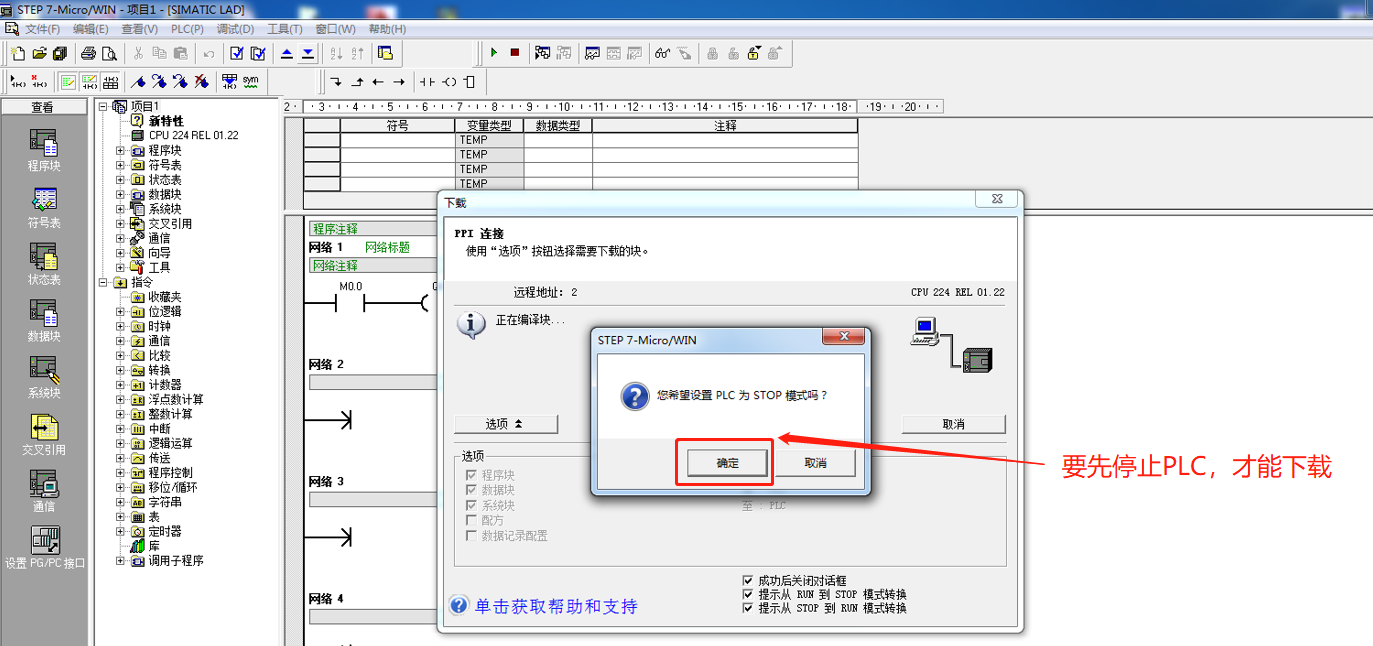 STEP 7-Micro/WIN - 项目1 - [SIMATIC LAD]
文件(F) 编辑(E) 查看(V) PLC(P) 调试(D) 工具(T) 窗口(W) 帮助(H)
sym
查看
程序块
符号表
状态表
数据块
系统块
交叉引用
通信
设置 PG/PC 接口
项目1
新特性
CPU 224 REL 01.22
程序块
符号表
状态表
数据块
系统块
交叉引用
通信
向导
工具
指令
收藏夹
位逻辑
时钟
通信
比较
转换
计数器
浮点数计算
整数计算
中断
逻辑运算
传送
程序控制
移位/循环
字符串
表
定时器
库
调用子程序
2 · · 3 · · 4 · · 5 · · 6 · · 7 · · 8 · · 9 · · 10 · · 11 · · 12 · · 13 · · 14 · · 15 · · 16 · · 17 · · 18 · · 19 · · 20 · ·
符号 变量类型 数据类型 注释
TEMP
TEMP
TEMP
TEMP
程序注释
网络 1 网络标题
网络注释
M0.0
网络 2
网络 3
网络 4
下载
PPI 连接
使用“选项”按钮选择需要下载的块。
远程地址: 2 CPU 224 REL 01.22
正在编译块...
选项 取消
选项
程序块
数据块
系统块
至 : PLC
配方
数据记录配置
成功后关闭对话框
提示从 RUN 到 STOP 模式转换
提示从 STOP 到 RUN 模式转换
单击获取帮助和支持
STEP 7-Micro/WIN
您希望设置 PLC 为 STOP 模式吗？
确定 取消
要先停止PLC，才能下载